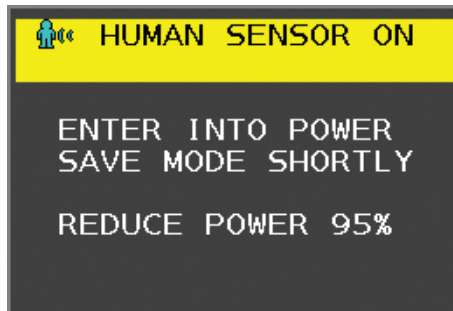 HUMAN SENSOR ON
ENTER INTO POWER
SAVE MODE SHORTLY
REDUCE POWER 95%